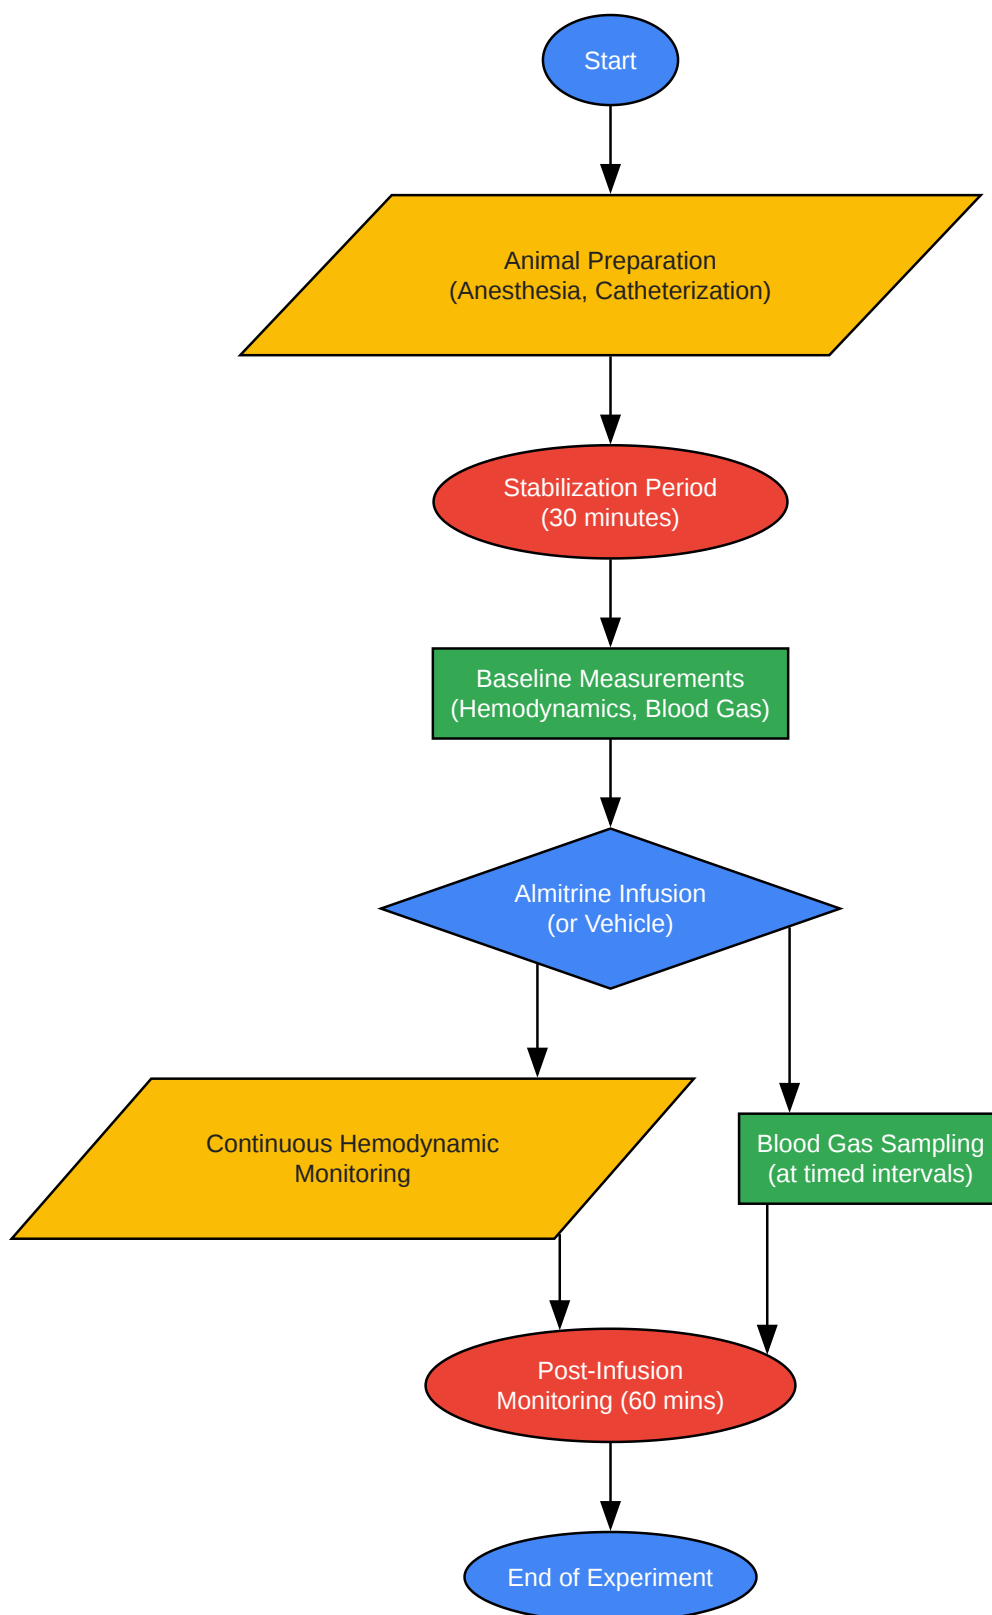 Start
Animal Preparation
(Anesthesia, Catheterization)
Stabilization Period
(30 minutes)
Baseline Measurements
(Hemodynamics, Blood Gas)
Almitrine Infusion
(or Vehicle)
Continuous Hemodynamic
Monitoring
Blood Gas Sampling
(at timed intervals)
Post-Infusion
Monitoring (60 mins)
End of Experiment